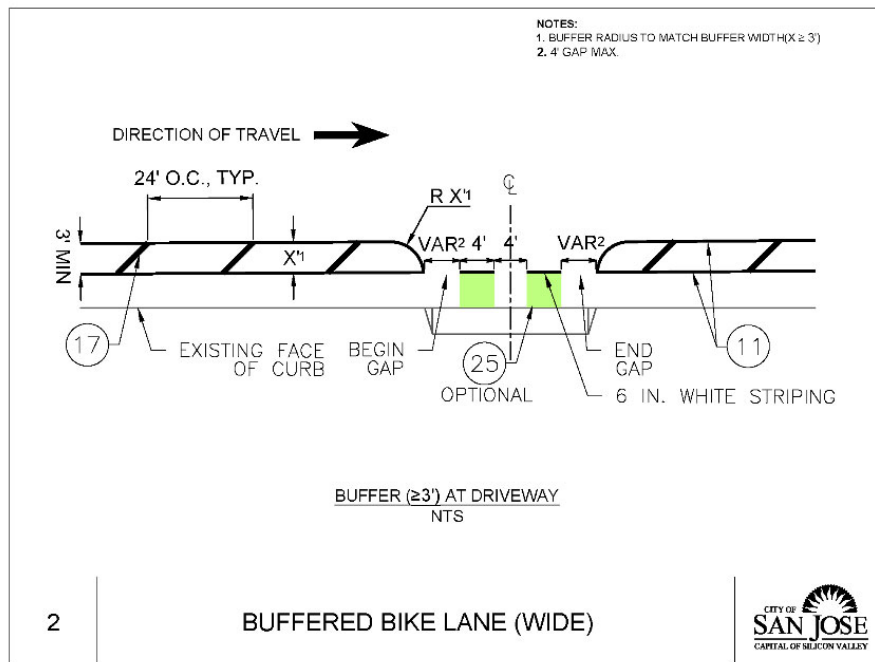 NOTES:
1. BUFFER RADIUS TO MATCH BUFFER WIDTH(X ≥ 3')
2. 4' GAP MAX.
DIRECTION OF TRAVEL
℄
24' O.C., TYP.
R X'1
3' MIN
X'1
VAR2 4' 4' VAR2
17
EXISTING FACE
OF CURB
BEGIN
GAP
25
OPTIONAL
END
GAP
11
6 IN. WHITE STRIPING
BUFFER (≥3') AT DRIVEWAY
NTS
2
BUFFERED BIKE LANE (WIDE)
CITY OF
SAN JOSE
CAPITAL OF SILICON VALLEY